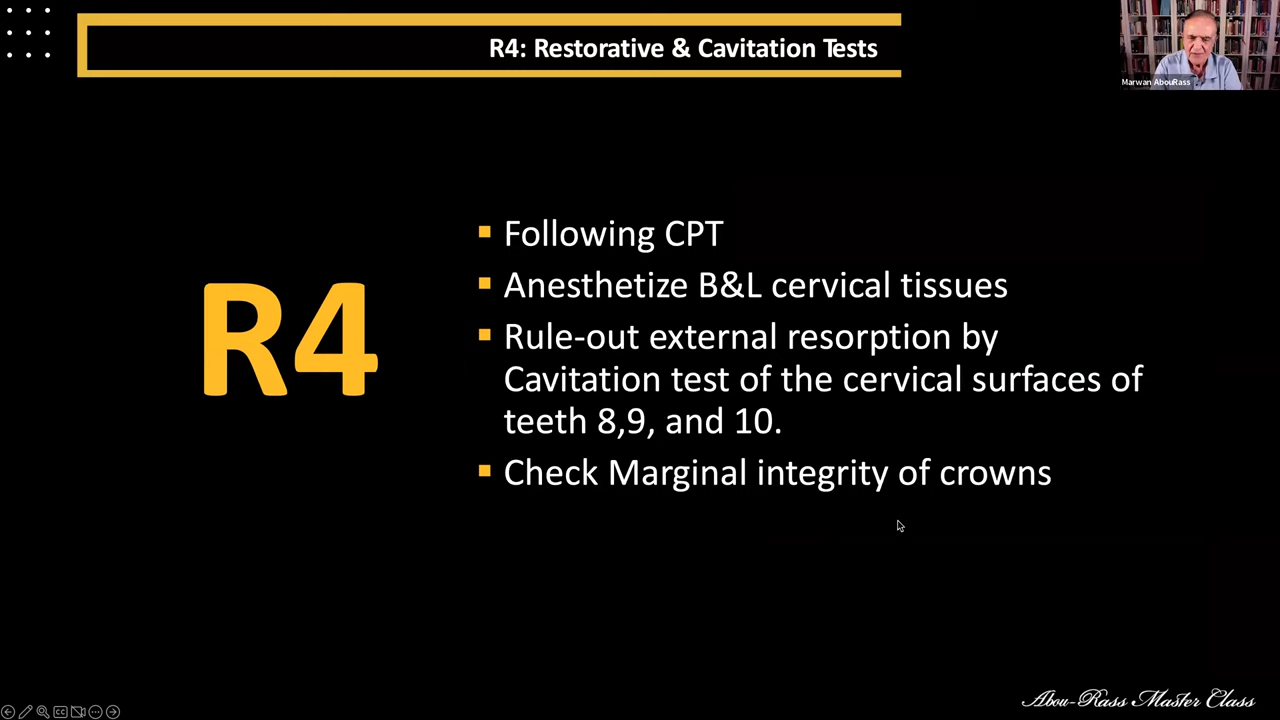 R4: Restorative & Cavitation Tests
Marwan AbouRass
R4
Following CPT
Anesthetize B&L cervical tissues
Rule-out external resorption by
Cavitation test of the cervical surfaces of
teeth 8,9, and 10.
Check Marginal integrity of crowns
CC
Abou-Rass Master Class